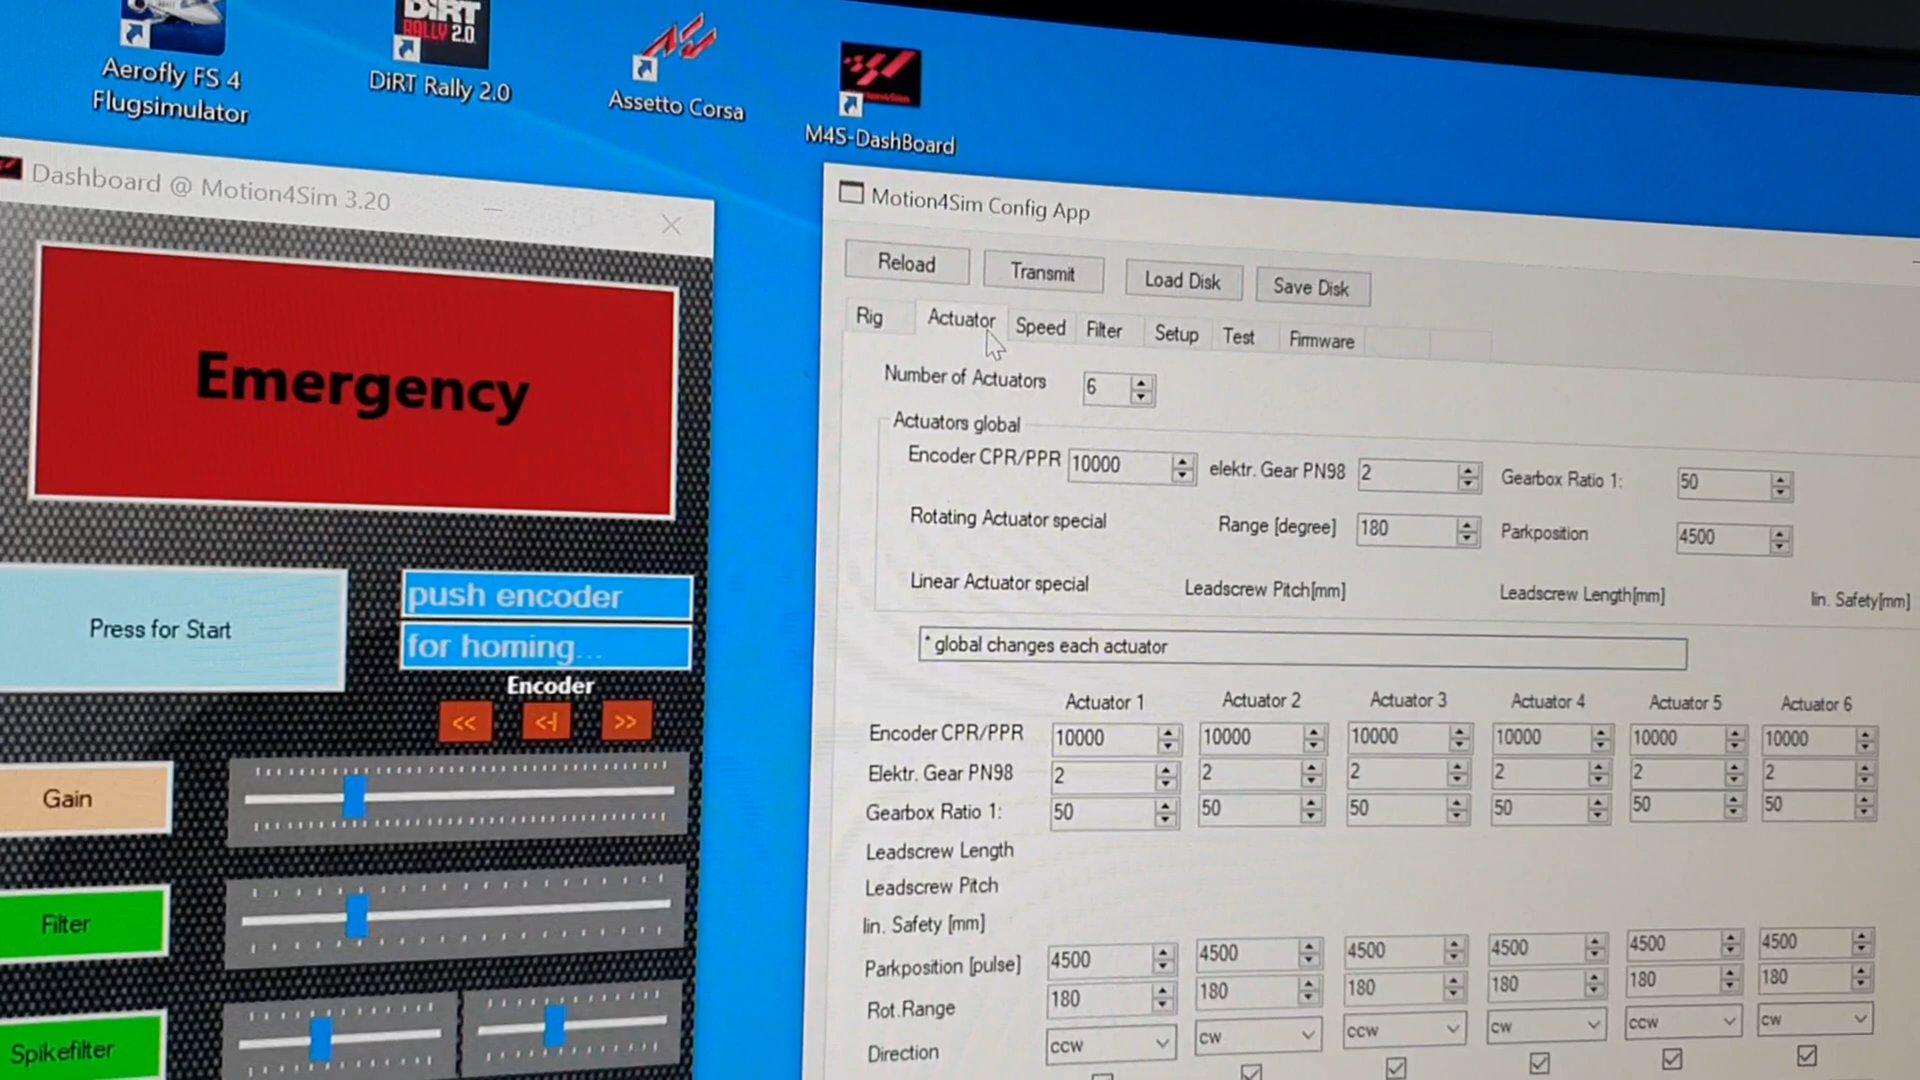 Aerofly FS 4
Flugsimulator
DiRT
RALLY 2.0
DiRT Rally 2.0
Assetto Corsa
M4S-DashBoard
Dashboard @ Motion4Sim 3.20
Emergency
Press for Start
push encoder
for homing...
Encoder
<< <-| >>
Gain
Filter
Spikefilter
Motion4Sim Config App
Reload Transmit Load Disk Save Disk
Rig Actuator Speed Filter Setup Test Firmware
Number of Actuators 6
Actuators global
Encoder CPR/PPR 10000 elektr. Gear PN98 2 Gearbox Ratio 1: 50
Rotating Actuator special Range [degree] 180 Parkposition 4500
Linear Actuator special Leadscrew Pitch[mm] Leadscrew Length[mm] lin. Safety[mm]
* global changes each actuator
Actuator 1 Actuator 2 Actuator 3 Actuator 4 Actuator 5 Actuator 6
Encoder CPR/PPR 10000 10000 10000 10000 10000 10000
Elektr. Gear PN98 2 2 2 2 2 2
Gearbox Ratio 1: 50 50 50 50 50 50
Leadscrew Length
Leadscrew Pitch
lin. Safety [mm]
Parkposition [pulse] 4500 4500 4500 4500 4500 4500
Rot.Range 180 180 180 180 180 180
Direction ccw cw ccw cw ccw cw